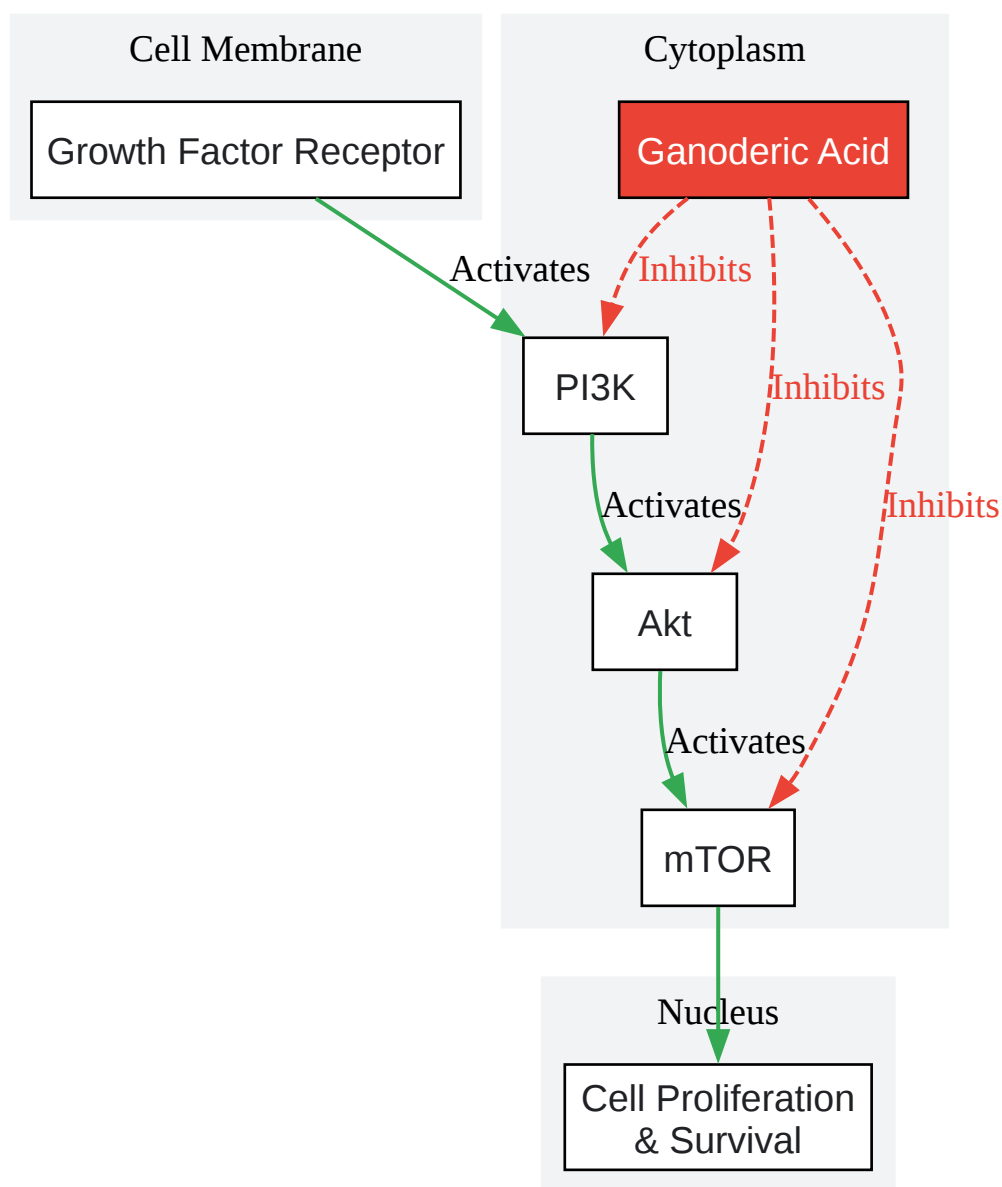 Cell Membrane
Cytoplasm
Growth Factor Receptor
Ganoderic Acid
Activates
Inhibits
PI3K
Inhibits
Activates
Inhibits
Akt
Activates
mTOR
Nucleus
Cell Proliferation
& Survival